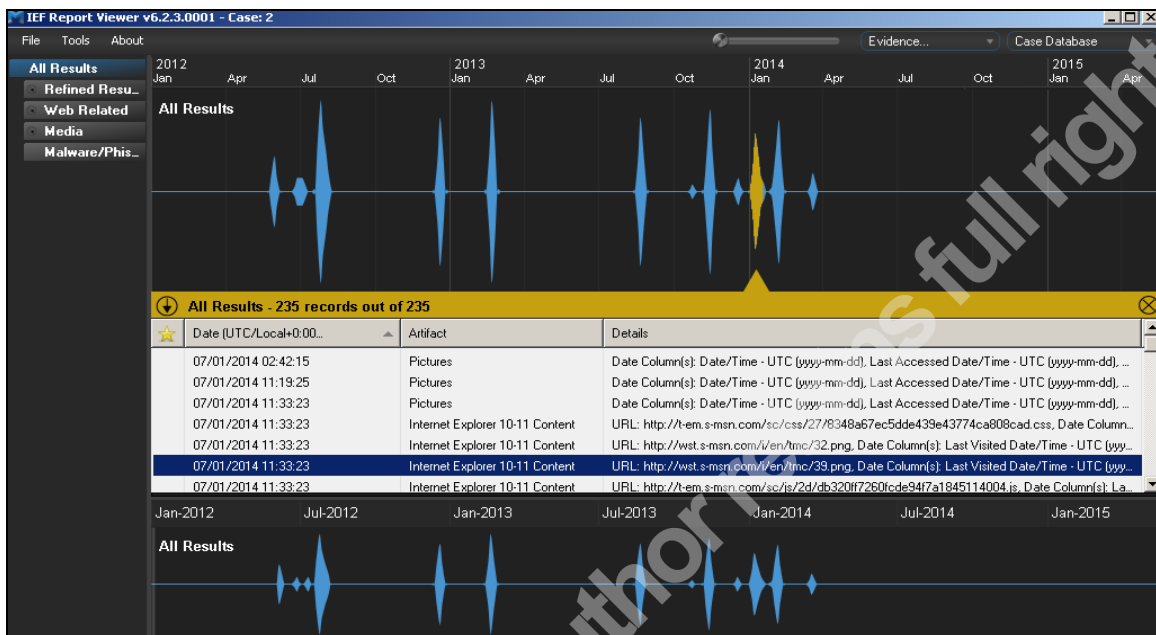 IEF Report Viewer v6.2.3.0001 - Case: 2
File Tools About
Evidence...
Case Database
All Results
Refined Resu...
Web Related
Media
Malware/Phis...
2012 2013 2014 2015
Jan Apr Jul Oct Jan Apr Jul Oct Jan Apr Jul Oct Jan Apr
All Results
All Results - 235 records out of 235
Date (UTC/Local+0:00... Artifact Details
07/01/2014 02:42:15 Pictures Date Column(s): Date/Time - UTC (yyyy-mm-dd), Last Accessed Date/Time - UTC (yyyy-mm-dd), ...
07/01/2014 11:19:25 Pictures Date Column(s): Date/Time - UTC (yyyy-mm-dd), Last Accessed Date/Time - UTC (yyyy-mm-dd), ...
07/01/2014 11:33:23 Pictures Date Column(s): Date/Time - UTC (yyyy-mm-dd), Last Accessed Date/Time - UTC (yyyy-mm-dd), ...
07/01/2014 11:33:23 Internet Explorer 10-11 Content URL: http://t-em.s-msn.com/sc/css/27/8348a67ec5dde439e43774ca808cad.css, Date Column...
07/01/2014 11:33:23 Internet Explorer 10-11 Content URL: http://wst.s-msn.com/i/en/tmc/32.png, Date Column(s): Last Visited Date/Time - UTC (yyy...
07/01/2014 11:33:23 Internet Explorer 10-11 Content URL: http://wst.s-msn.com/i/en/tmc/39.png, Date Column(s): Last Visited Date/Time - UTC (yyy...
07/01/2014 11:33:23 Internet Explorer 10-11 Content URL: http://t-em.s-msn.com/sc/js/2d/db320ff7260fcde94f7a1845114004.js, Date Column(s): La...
Jan-2012 Jul-2012 Jan-2013 Jul-2013 Jan-2014 Jul-2014 Jan-2015
All Results
full right